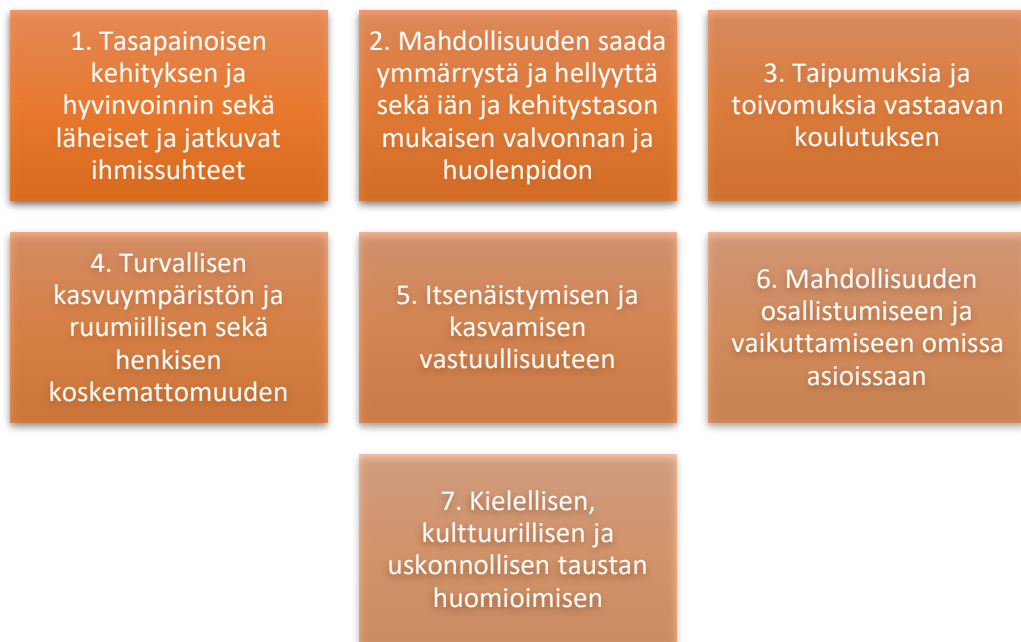 1. Tasapainoisen
kehityksen ja
hyvinvoinnin sekä
läheiset ja jatkuvat
ihmissuhteet
2. Mahdollisuuden saada
ymmärrystä ja hellyyttä
sekä iän ja kehitystason
mukaisen valvonnan ja
huolenpidon
3. Taipumuksia ja
toivomuksia vastaavan
koulutuksen
4. Turvallisen
kasvuympäristön ja
ruumiillisen sekä
henkisen
koskemattomuuden
5. Itsenäistymisen ja
kasvamisen
vastuullisuuteen
6. Mahdollisuuden
osallistumiseen ja
vaikuttamiseen omissa
asioissaan
7. Kielellisen,
kulttuurillisen ja
uskonnollisen taustan
huomioimisen